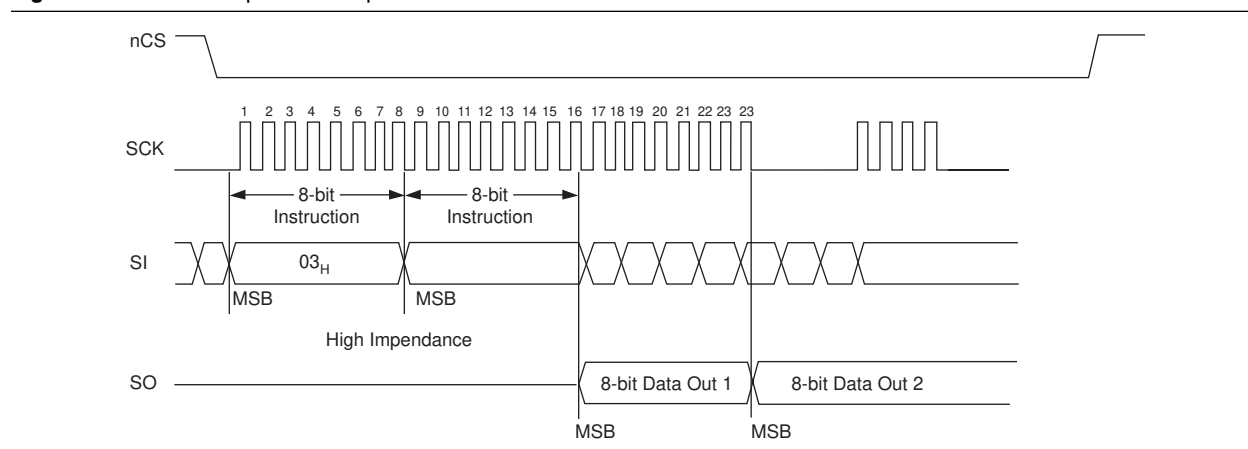 nCS
1 2 3 4 5 6 7 8 9 10 11 12 13 14 15 16 17 18 19 20 21 22 23 23
SCK
8-bit Instruction
8-bit Instruction
SI
03H
MSB
MSB
High Impendance
SO
8-bit Data Out 1
8-bit Data Out 2
MSB
MSB